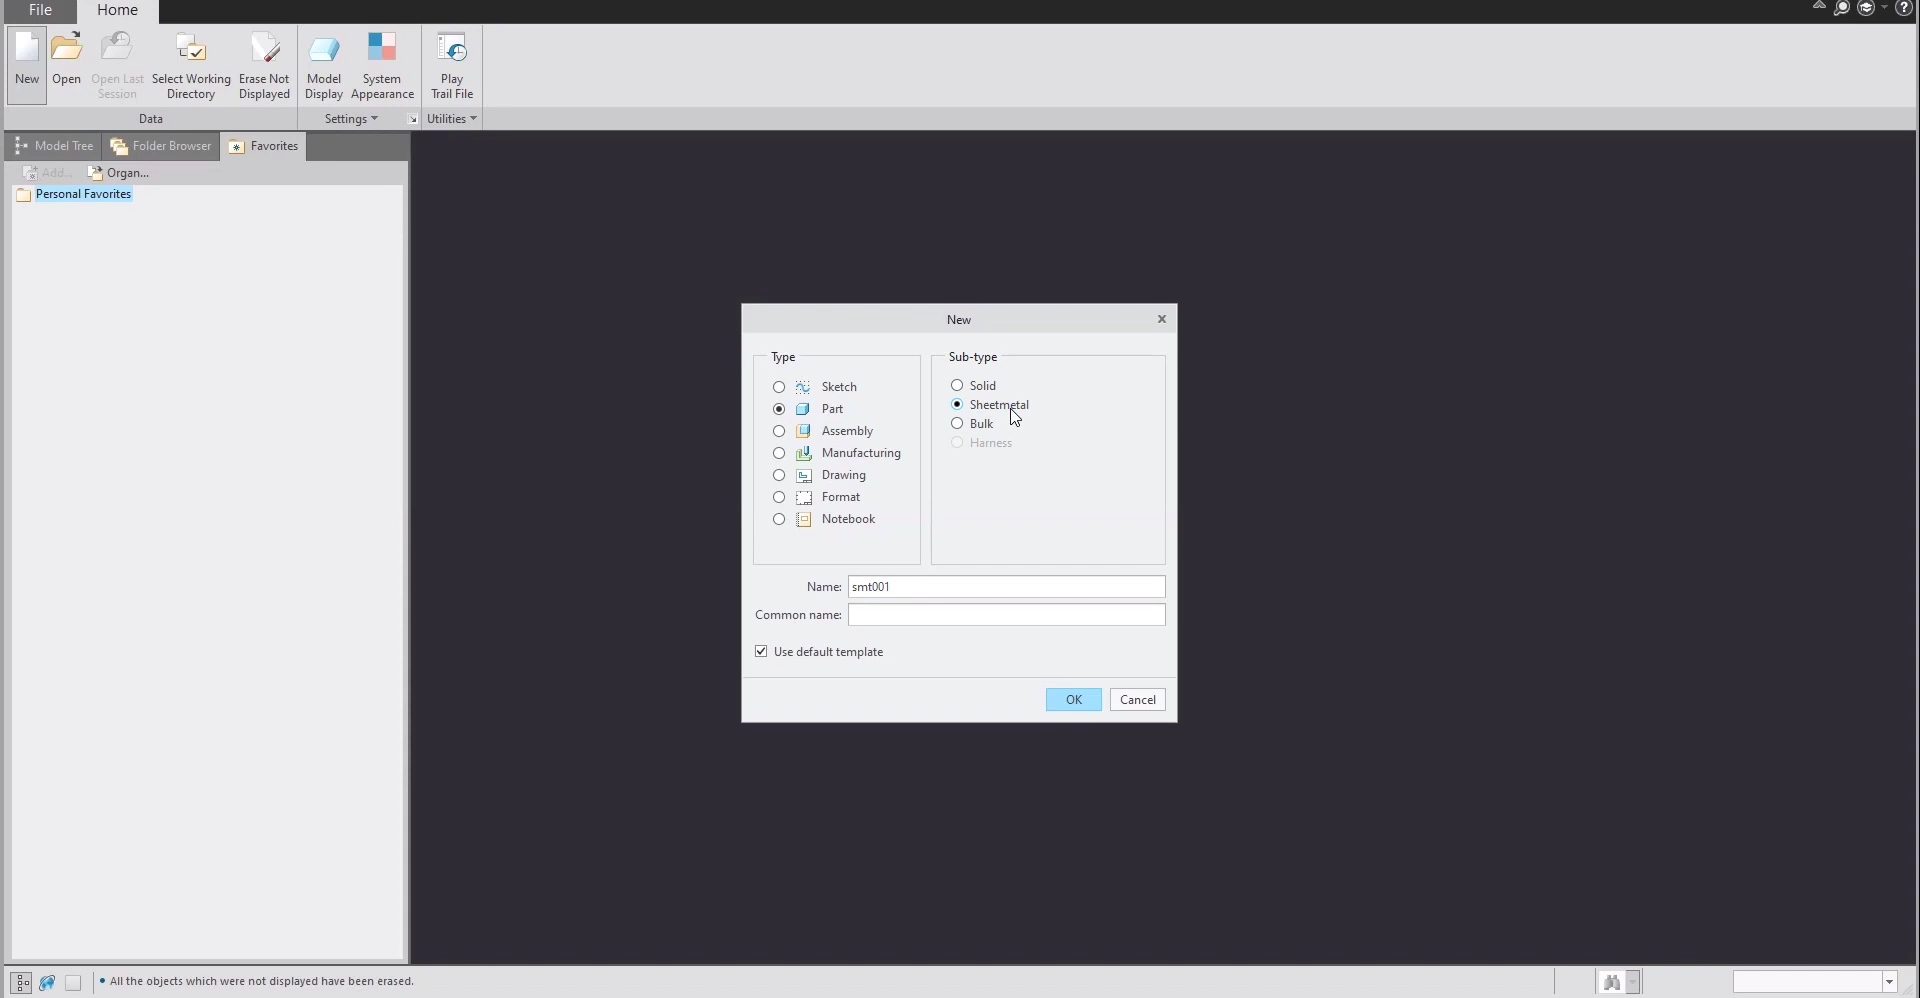 File Home
New Open Open Last Session Select Working Directory Erase Not Displayed Model Display System Appearance Play Trail File
Data Settings Utilities
Model Tree Folder Browser Favorites
Add... Organ...
Personal Favorites
New
Type
Sketch
Part
Assembly
Manufacturing
Drawing
Format
Notebook
Sub-type
Solid
Sheetmetal
Bulk
Harness
Name: smt001
Common name:
Use default template
OK Cancel
• All the objects which were not displayed have been erased.